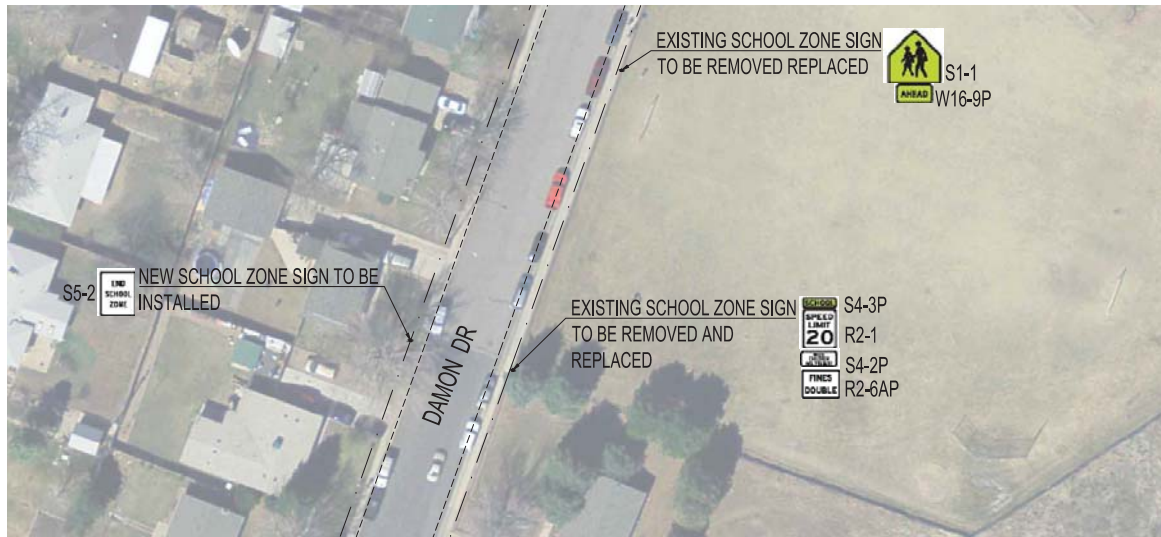 EXISTING SCHOOL ZONE SIGN
TO BE REMOVED REPLACED
S1-1
AHEAD
W16-9P
S5-2
END
SCHOOL
ZONE
NEW SCHOOL ZONE SIGN TO BE
INSTALLED
EXISTING SCHOOL ZONE SIGN
TO BE REMOVED AND
REPLACED
SCHOOL
S4-3P
SPEED
LIMIT
20
R2-1
S4-2P
FINES
DOUBLE
R2-6AP
DAMON DR